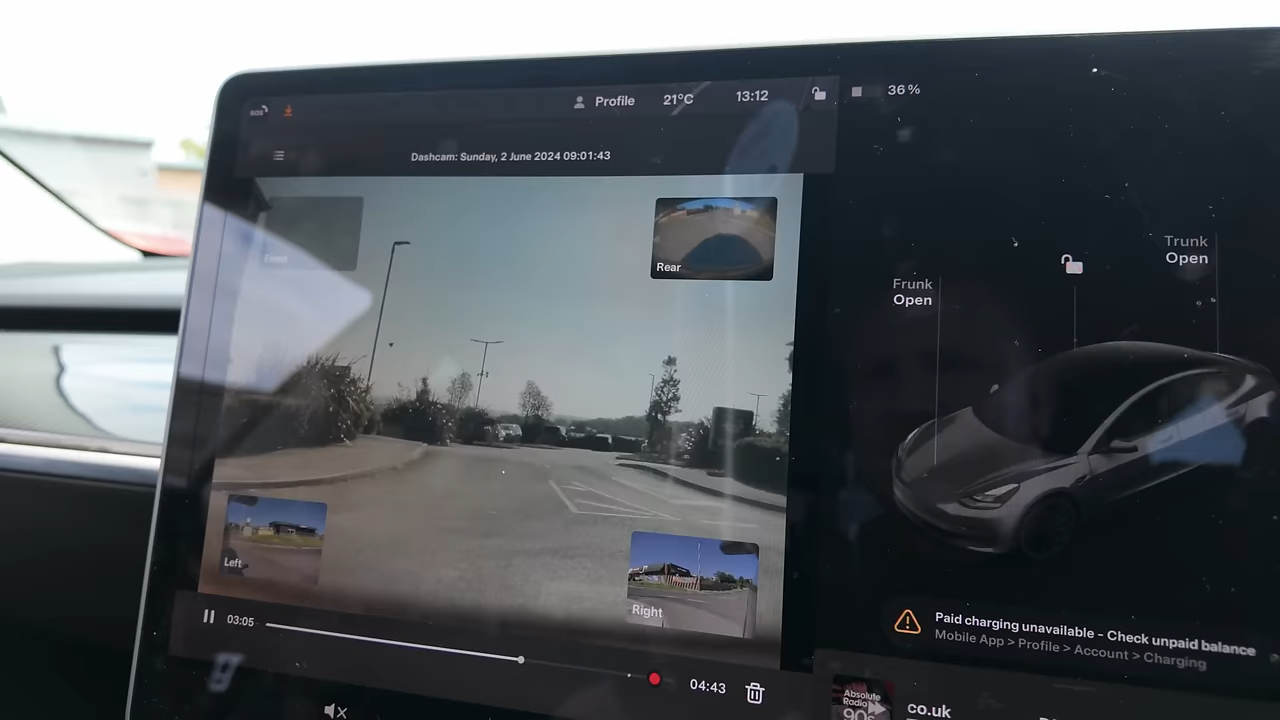 SOS
Profile
21°C
13:12
36 %
Dashcam: Sunday, 2 June 2024 09:01:43
Front
Rear
Left
Right
03:05
04:43
Frunk
Open
Trunk
Open
Paid charging unavailable - Check unpaid balance
Mobile App > Profile > Account > Charging
Absolute
Radio
90s
co.uk